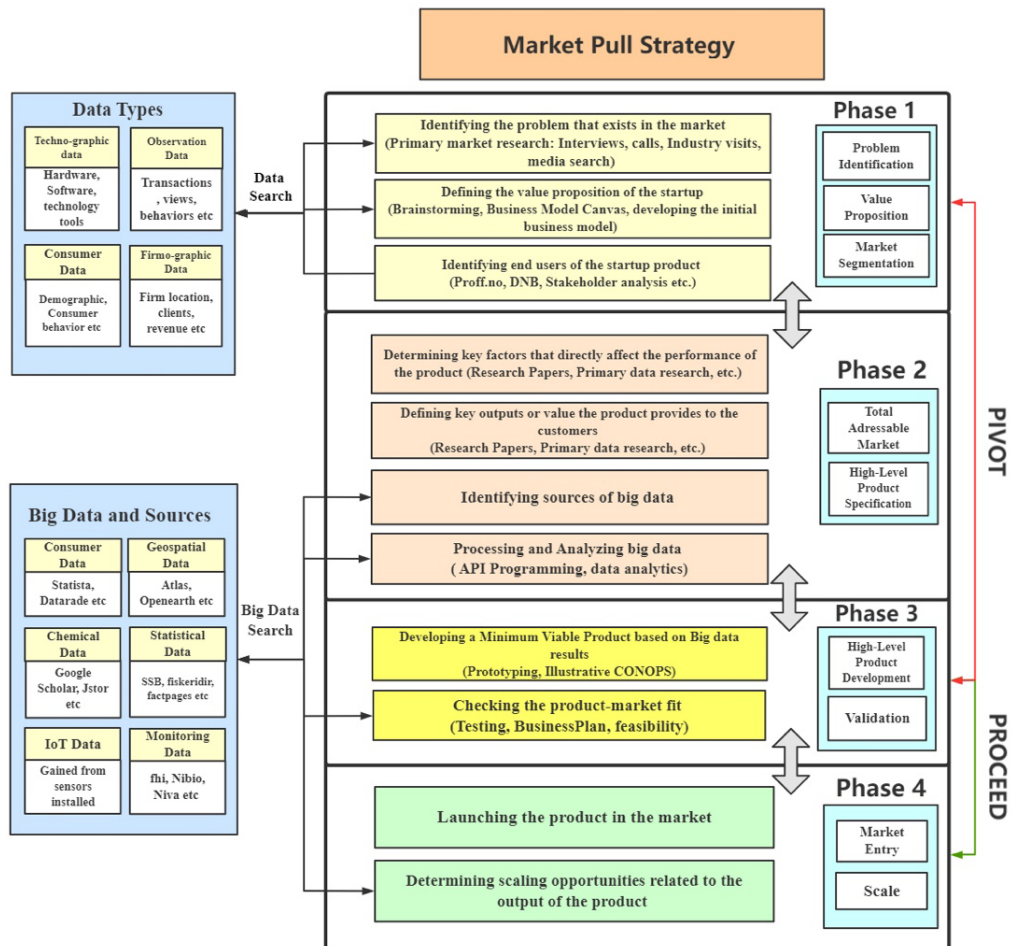 Market Pull Strategy
Data Types
Techno-graphic
data
Hardware,
Software,
technology
tools
Observation
Data
Transactions
, views,
behaviors etc
Consumer
Data
Demographic,
Consumer
behavior etc
Firmo-graphic
Data
Firm location,
clients,
revenue etc
Data
Search
Phase 1
Identifying the problem that exists in the market
(Primary market research: Interviews, calls, Industry visits,
media search)
Defining the value proposition of the startup
(Brainstorming, Business Model Canvas, developing the initial
business model)
Identifying end users of the startup product
(Proff.no, DNB, Stakeholder analysis etc.)
Problem
Identification
Value
Proposition
Market
Segmentation
Phase 2
Determining key factors that directly affect the performance of
the product (Research Papers, Primary data research, etc.)
Defining key outputs or value the product provides to the
customers
(Research Papers, Primary data research, etc.)
Identifying sources of big data
Processing and Analyzing big data
( API Programming, data analytics)
Total
Adressable
Market
High-Level
Product
Specification
PIVOT
Big Data and Sources
Consumer
Data
Statista,
Datarade etc
Geospatial
Data
Atlas,
Openearth etc
Chemical
Data
Google
Scholar, Jstor
etc
Statistical
Data
SSB, fiskeridir,
factpages etc
IoT Data
Gained from
sensors
installed
Monitoring
Data
fhi, Nibio,
Niva etc
Big Data
Search
Phase 3
Developing a Minimum Viable Product based on Big data
results
(Prototyping, Illustrative CONOPS)
Checking the product-market fit
(Testing, BusinessPlan, feasibility)
High-Level
Product
Development
Validation
PROCEED
Phase 4
Launching the product in the market
Determining scaling opportunities related to the
output of the product
Market
Entry
Scale